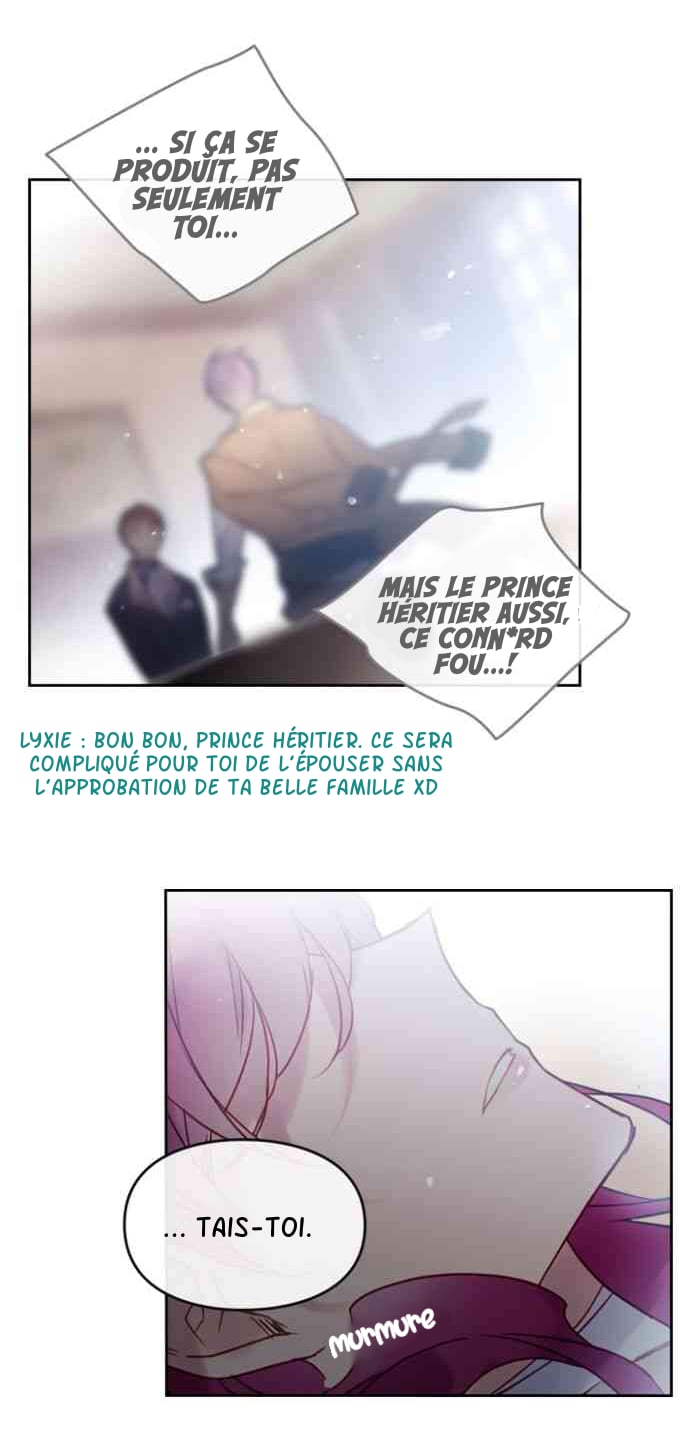 ... SI ÇA SE
PRODUIT, PAS
SEULEMENT
TOI...
MAIS LE PRINCE
HÉRITIER AUSSI,
CE CONN*RD
FOU...!
LYXIE : BON BON, PRINCE HÉRITIER. CE SERA
COMPLIQUÉ POUR TOI DE L'ÉPOUSER SANS
L'APPROBATION DE TA BELLE FAMILLE XD
... TAIS-TOI.
murmure